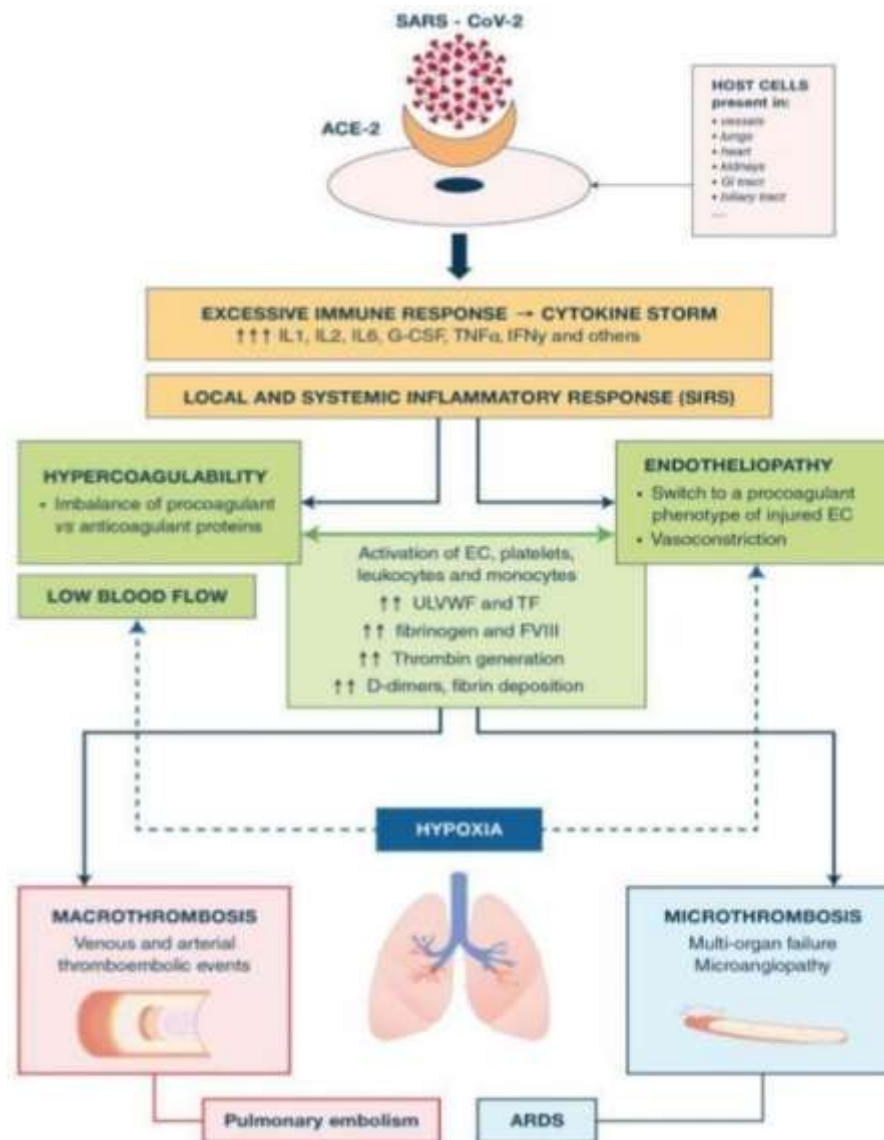 SARS - CoV-2
ACE-2
HOST CELLS
present in:
• vessels
• lungs
• heart
• kidneys
• GI tract
• biliary tract
....
EXCESSIVE IMMUNE RESPONSE → CYTOKINE STORM
↑↑↑ IL1, IL2, IL6, G-CSF, TNFα, IFNγ and others
LOCAL AND SYSTEMIC INFLAMMATORY RESPONSE (SIRS)
HYPERCOAGULABILITY
• Imbalance of procoagulant
vs anticoagulant proteins
LOW BLOOD FLOW
ENDOTHELIOPATHY
• Switch to a procoagulant
phenotype of injured EC
• Vasoconstriction
Activation of EC, platelets,
leukocytes and monocytes
↑↑ ULVWF and TF
↑↑ fibrinogen and FVIII
↑↑ Thrombin generation
↑↑ D-dimers, fibrin deposition
HYPOXIA
MACROTHROMBOSIS
Venous and arterial
thromboembolic events
MICROTHROMBOSIS
Multi-organ failure
Microangiopathy
Pulmonary embolism
ARDS